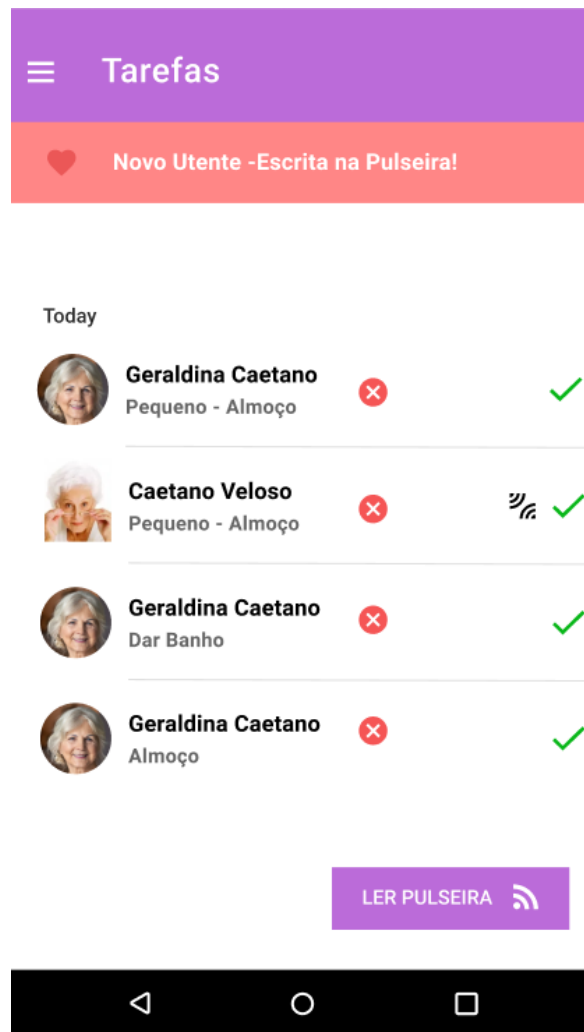 Tarefas
Novo Utente -Escrita na Pulseira!
Today
Geraldina Caetano
Pequeno - Almoço
Caetano Veloso
Pequeno - Almoço
Geraldina Caetano
Dar Banho
Geraldina Caetano
Almoço
LER PULSEIRA